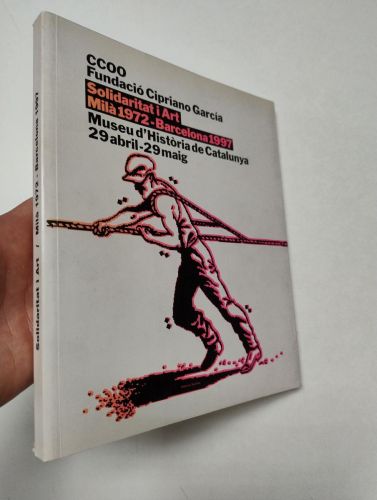 CCOO
Fundació Cipriano García
Solidaritat i Art
Milà 1972-Barcelona 1997
Museu d'Història de Catalunya
29 abril-29 maig
Solidaritat i Art / Milà 1972 - Barcelona 1997